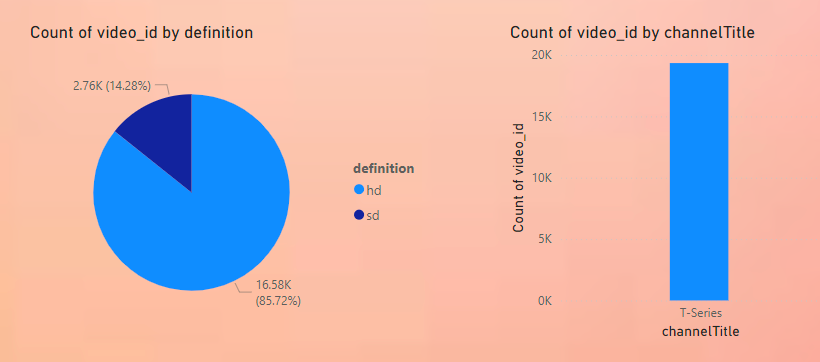 Count of video_id by definition
2.76K (14.28%)
16.58K
(85.72%)
definition
hd
sd
Count of video_id by channelTitle
20K
15K
10K
5K
0K
Count of video_id
T-Series
channelTitle